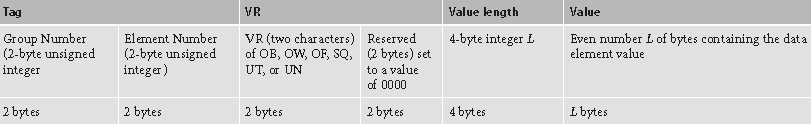 Tag VR Value length Value
Group Number Element Number VR (two characters) Reserved 4-byte integer L Even number L of bytes containing the data
(2-byte unsigned (2-byte unsigned of OB, OW, OF, SQ, (2 bytes) set element value
integer integer) UT, or UN to a value
of 0000
2 bytes 2 bytes 2 bytes 2 bytes 4 bytes L bytes